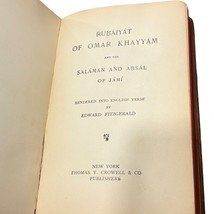 RUBÁIYÁT
OF OMAR KHAYYÁM
AND THE
SALÁMÁN AND ABSÁL
OF JÁMÍ
RENDERED INTO ENGLISH VERSE
BY
EDWARD FITZGERALD
NEW YORK
THOMAS Y. CROWELL & CO
PUBLISHERS